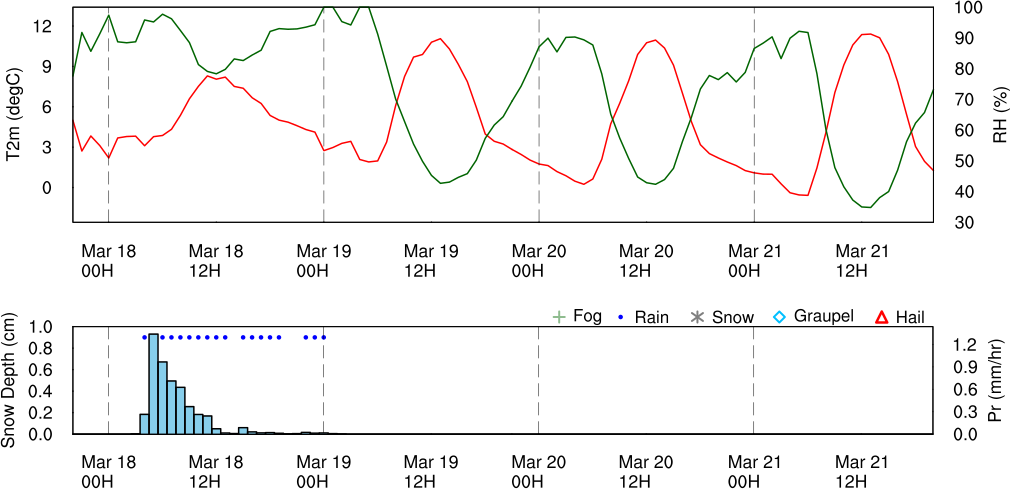 12
9
6
3
0
T2m (degC)
100
90
80
70
60
50
40
30
RH (%)
Mar 18 Mar 18 Mar 19 Mar 19 Mar 20 Mar 20 Mar 21 Mar 21
00H 12H 00H 12H 00H 12H 00H 12H
Fog Rain Snow Graupel Hail
1.0
0.8
0.6
0.4
0.2
0.0
Snow Depth (cm)
1.2
0.9
0.6
0.3
0.0
Pr (mm/hr)
Mar 18 Mar 18 Mar 19 Mar 19 Mar 20 Mar 20 Mar 21 Mar 21
00H 12H 00H 12H 00H 12H 00H 12H